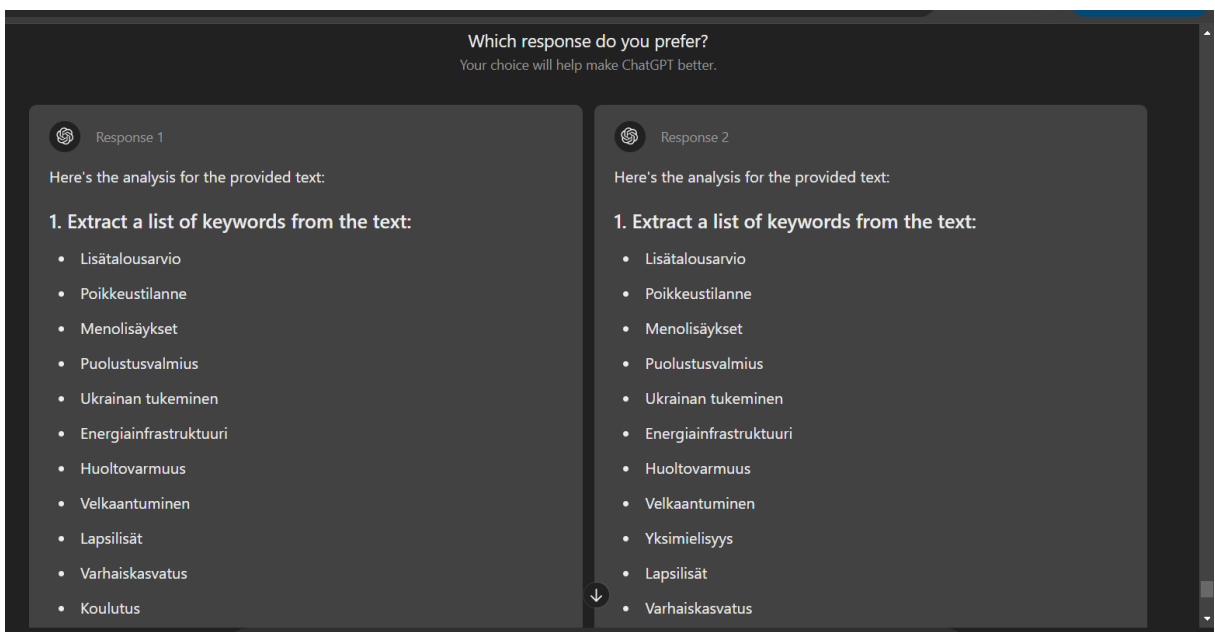 Which response do you prefer?
Your choice will help make ChatGPT better.
Response 1
Here's the analysis for the provided text:
1. Extract a list of keywords from the text:
• Lisätalousarvio
• Poikkeustilanne
• Menolisäykset
• Puolustusvalmius
• Ukrainan tukeminen
• Energiainfrastruktuuri
• Huoltovarmuus
• Velkaantuminen
• Lapsilisät
• Varhaiskasvatus
• Koulutus
Response 2
Here's the analysis for the provided text:
1. Extract a list of keywords from the text:
• Lisätalousarvio
• Poikkeustilanne
• Menolisäykset
• Puolustusvalmius
• Ukrainan tukeminen
• Energiainfrastruktuuri
• Huoltovarmuus
• Velkaantuminen
• Yksimielisyys
• Lapsilisät
• Varhaiskasvatus